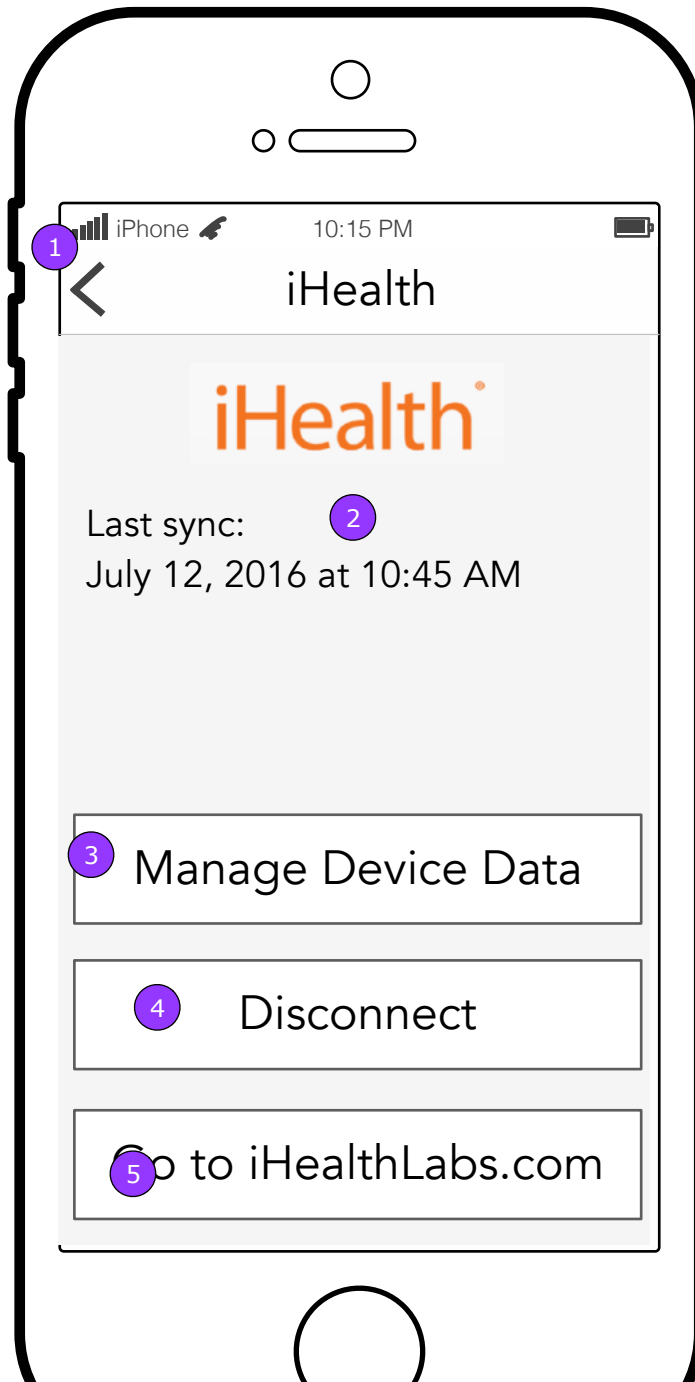 iPhone 10:15 PM
1
iHealth
iHealth®
Last sync:
2
July 12, 2016 at 10:45 AM
3
Manage Device Data
4
Disconnect
Go to iHealthLabs.com
5